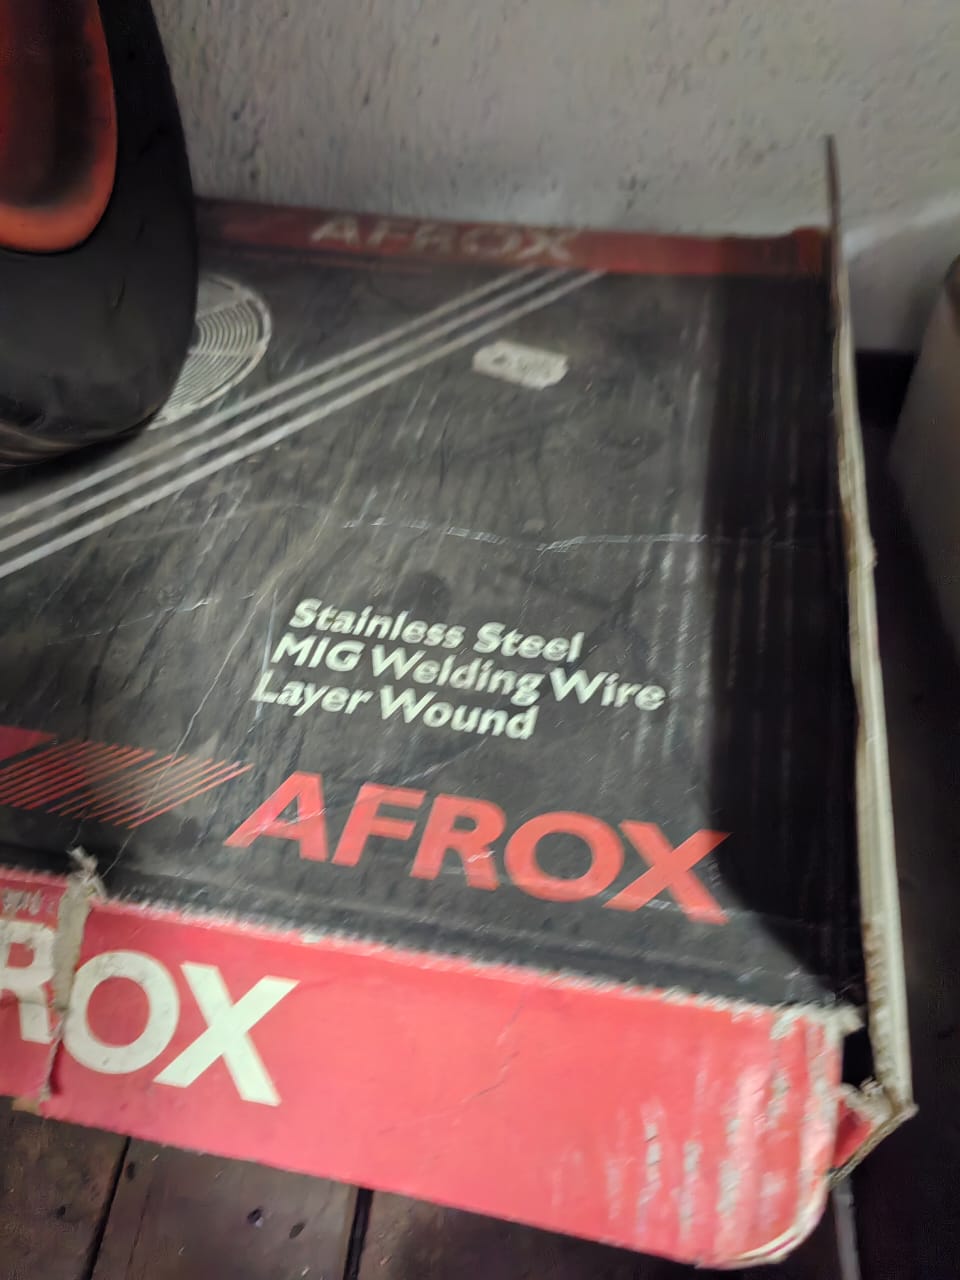 AFROX
Stainless Steel
MIG Welding Wire
Layer Wound
AFROX
ROX